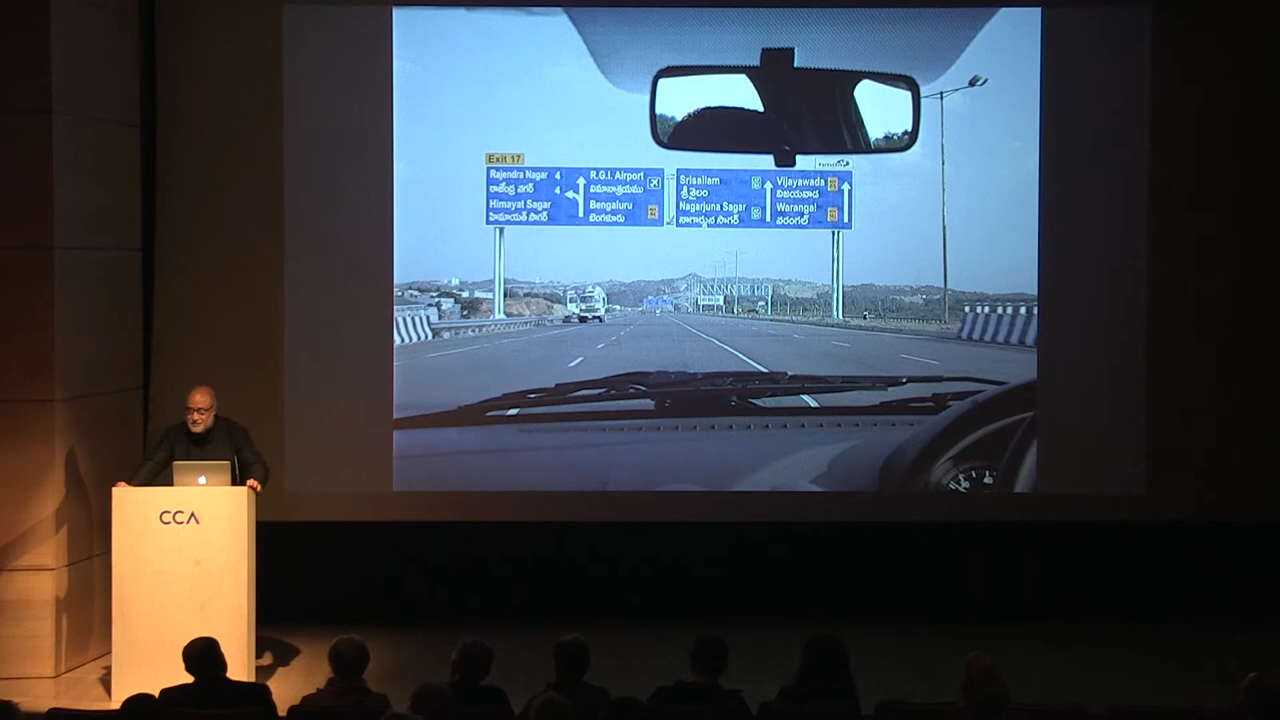 Exit 17
Rajendra Nagar 4
రాజేంద్ర నగర్ 4
Himayat Sagar
హిమాయత్ సాగర్
R.G.I. Airport
విమానాశ్రయము
Bengaluru
బెంగళూరు
Srisailam
శ్రీ శైలం
Nagarjuna Sagar
నాగార్జున సాగర్
Vijayawada
విజయవాడ
Warangal
వరంగల్
CCA